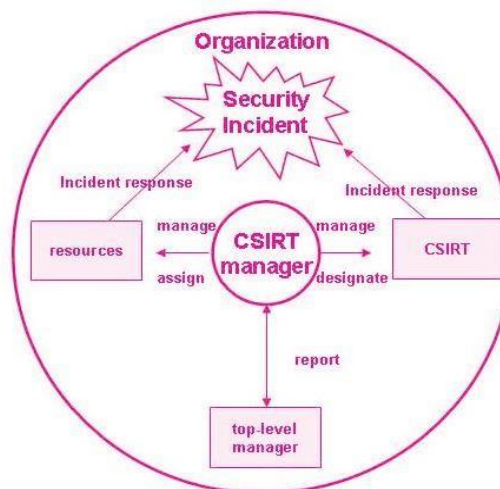 Organization
Security
Incident
Incident response
Incident response
manage
manage
resources
CSIRT
manager
CSIRT
assign
designate
report
top-level
manager